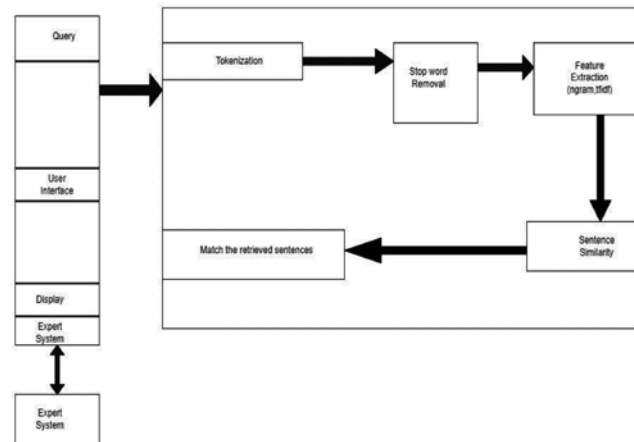 Query
User
Interface
Display
Expert
System
Expert
System
Tokenization
Stop word
Removal
Feature
Extraction
(ngram,tfidf)
Sentence
Similarity
Match the retrieved sentences